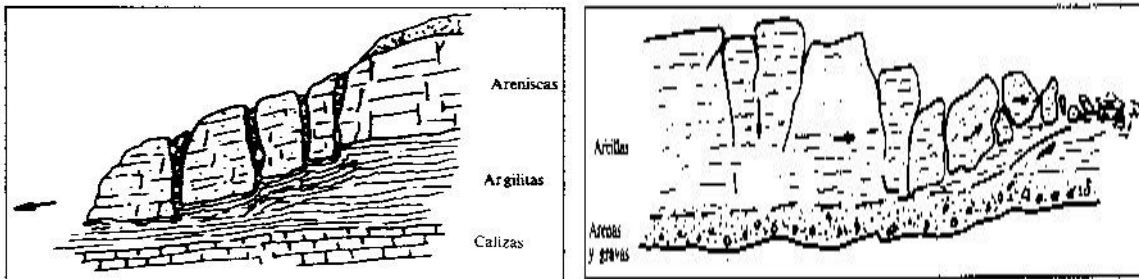 Areniscas
Argilitas
Calizas
Arcillas
Arenas
y gravas